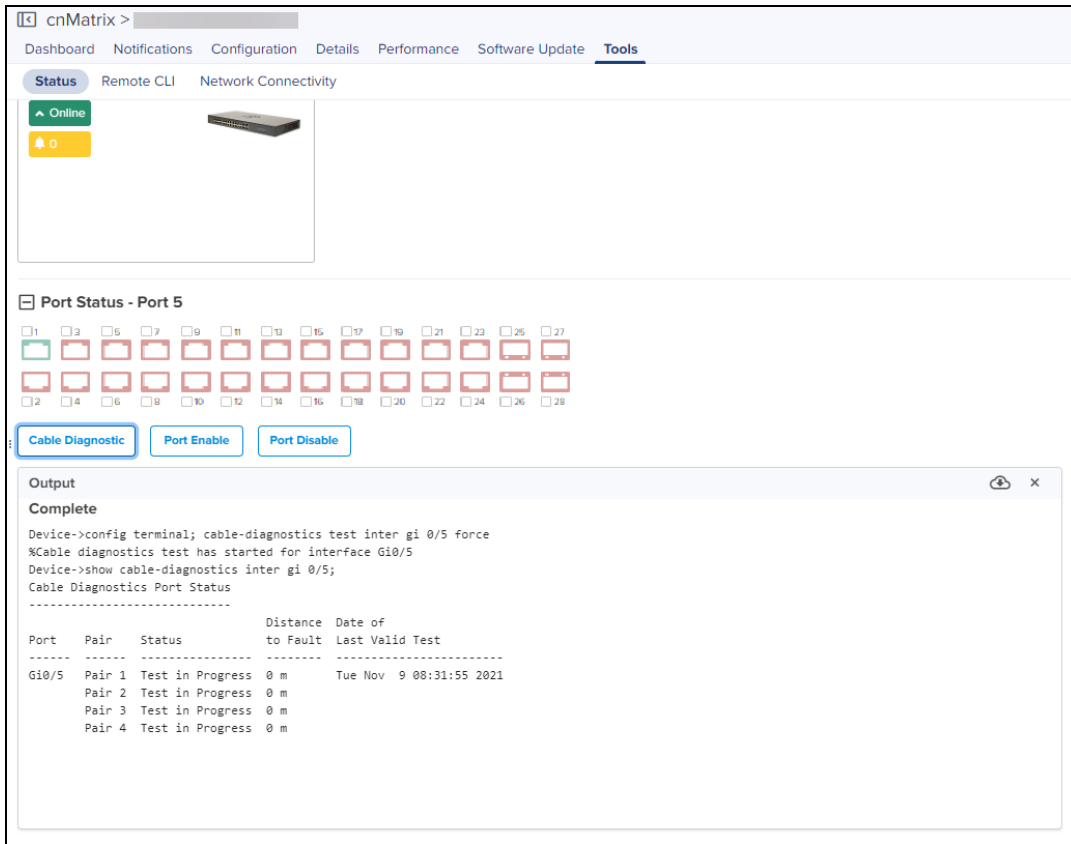 cnMatrix >
Dashboard Notifications Configuration Details Performance Software Update Tools
Status Remote CLI Network Connectivity
Online
0
Port Status - Port 5
1 3 5 7 9 11 13 15 17 19 21 23 25 27
2 4 6 8 10 12 14 16 18 20 22 24 26 28
Cable Diagnostic Port Enable Port Disable
Output
Complete
Device->config terminal; cable-diagnostics test inter gi 0/5 force
%Cable diagnostics test has started for interface Gi0/5
Device->show cable-diagnostics inter gi 0/5;
Cable Diagnostics Port Status
-----------------------------
Distance Date of
Port Pair Status to Fault Last Valid Test
------ ------ ---------------- -------- ------------------------
Gi0/5 Pair 1 Test in Progress 0 m Tue Nov 9 08:31:55 2021
Pair 2 Test in Progress 0 m
Pair 3 Test in Progress 0 m
Pair 4 Test in Progress 0 m